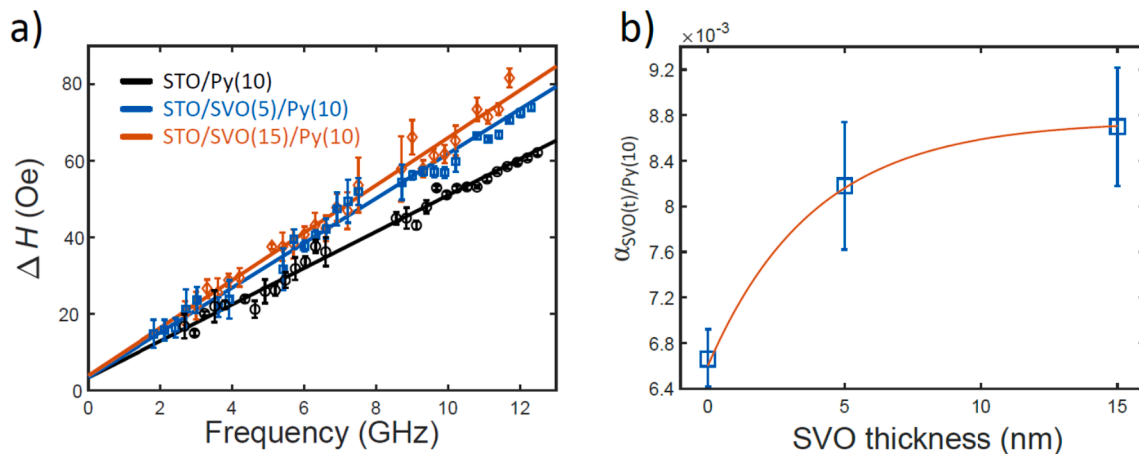 a)
Δ H (Oe)
80
60
40
20
0
STO/Py(10)
STO/SVO(5)/Py(10)
STO/SVO(15)/Py(10)
0 2 4 6 8 10 12
Frequency (GHz)
b)
×10⁻³
α_SVO(t)/Py(10)
9.2
8.8
8.4
8
7.6
7.2
6.8
6.4
0 5 10 15
SVO thickness (nm)